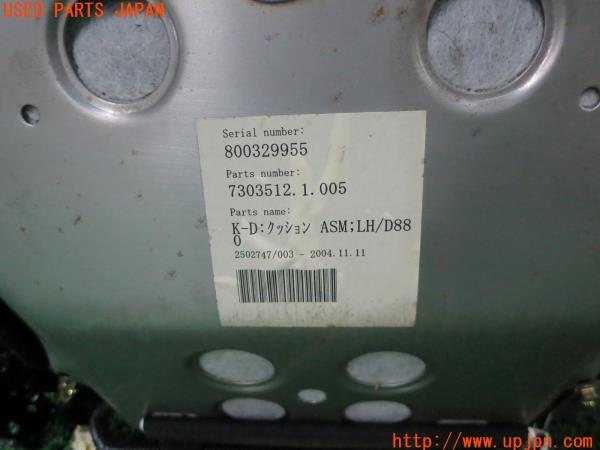 USED PARTS JAPAN
Serial number:
800329955
Parts number:
7303512.1.005
Parts name:
K-D:ｸｯｼｮﾝ ASM;LH/D88
0
2502747/003 - 2004.11.11
http://www.upjpn.com/